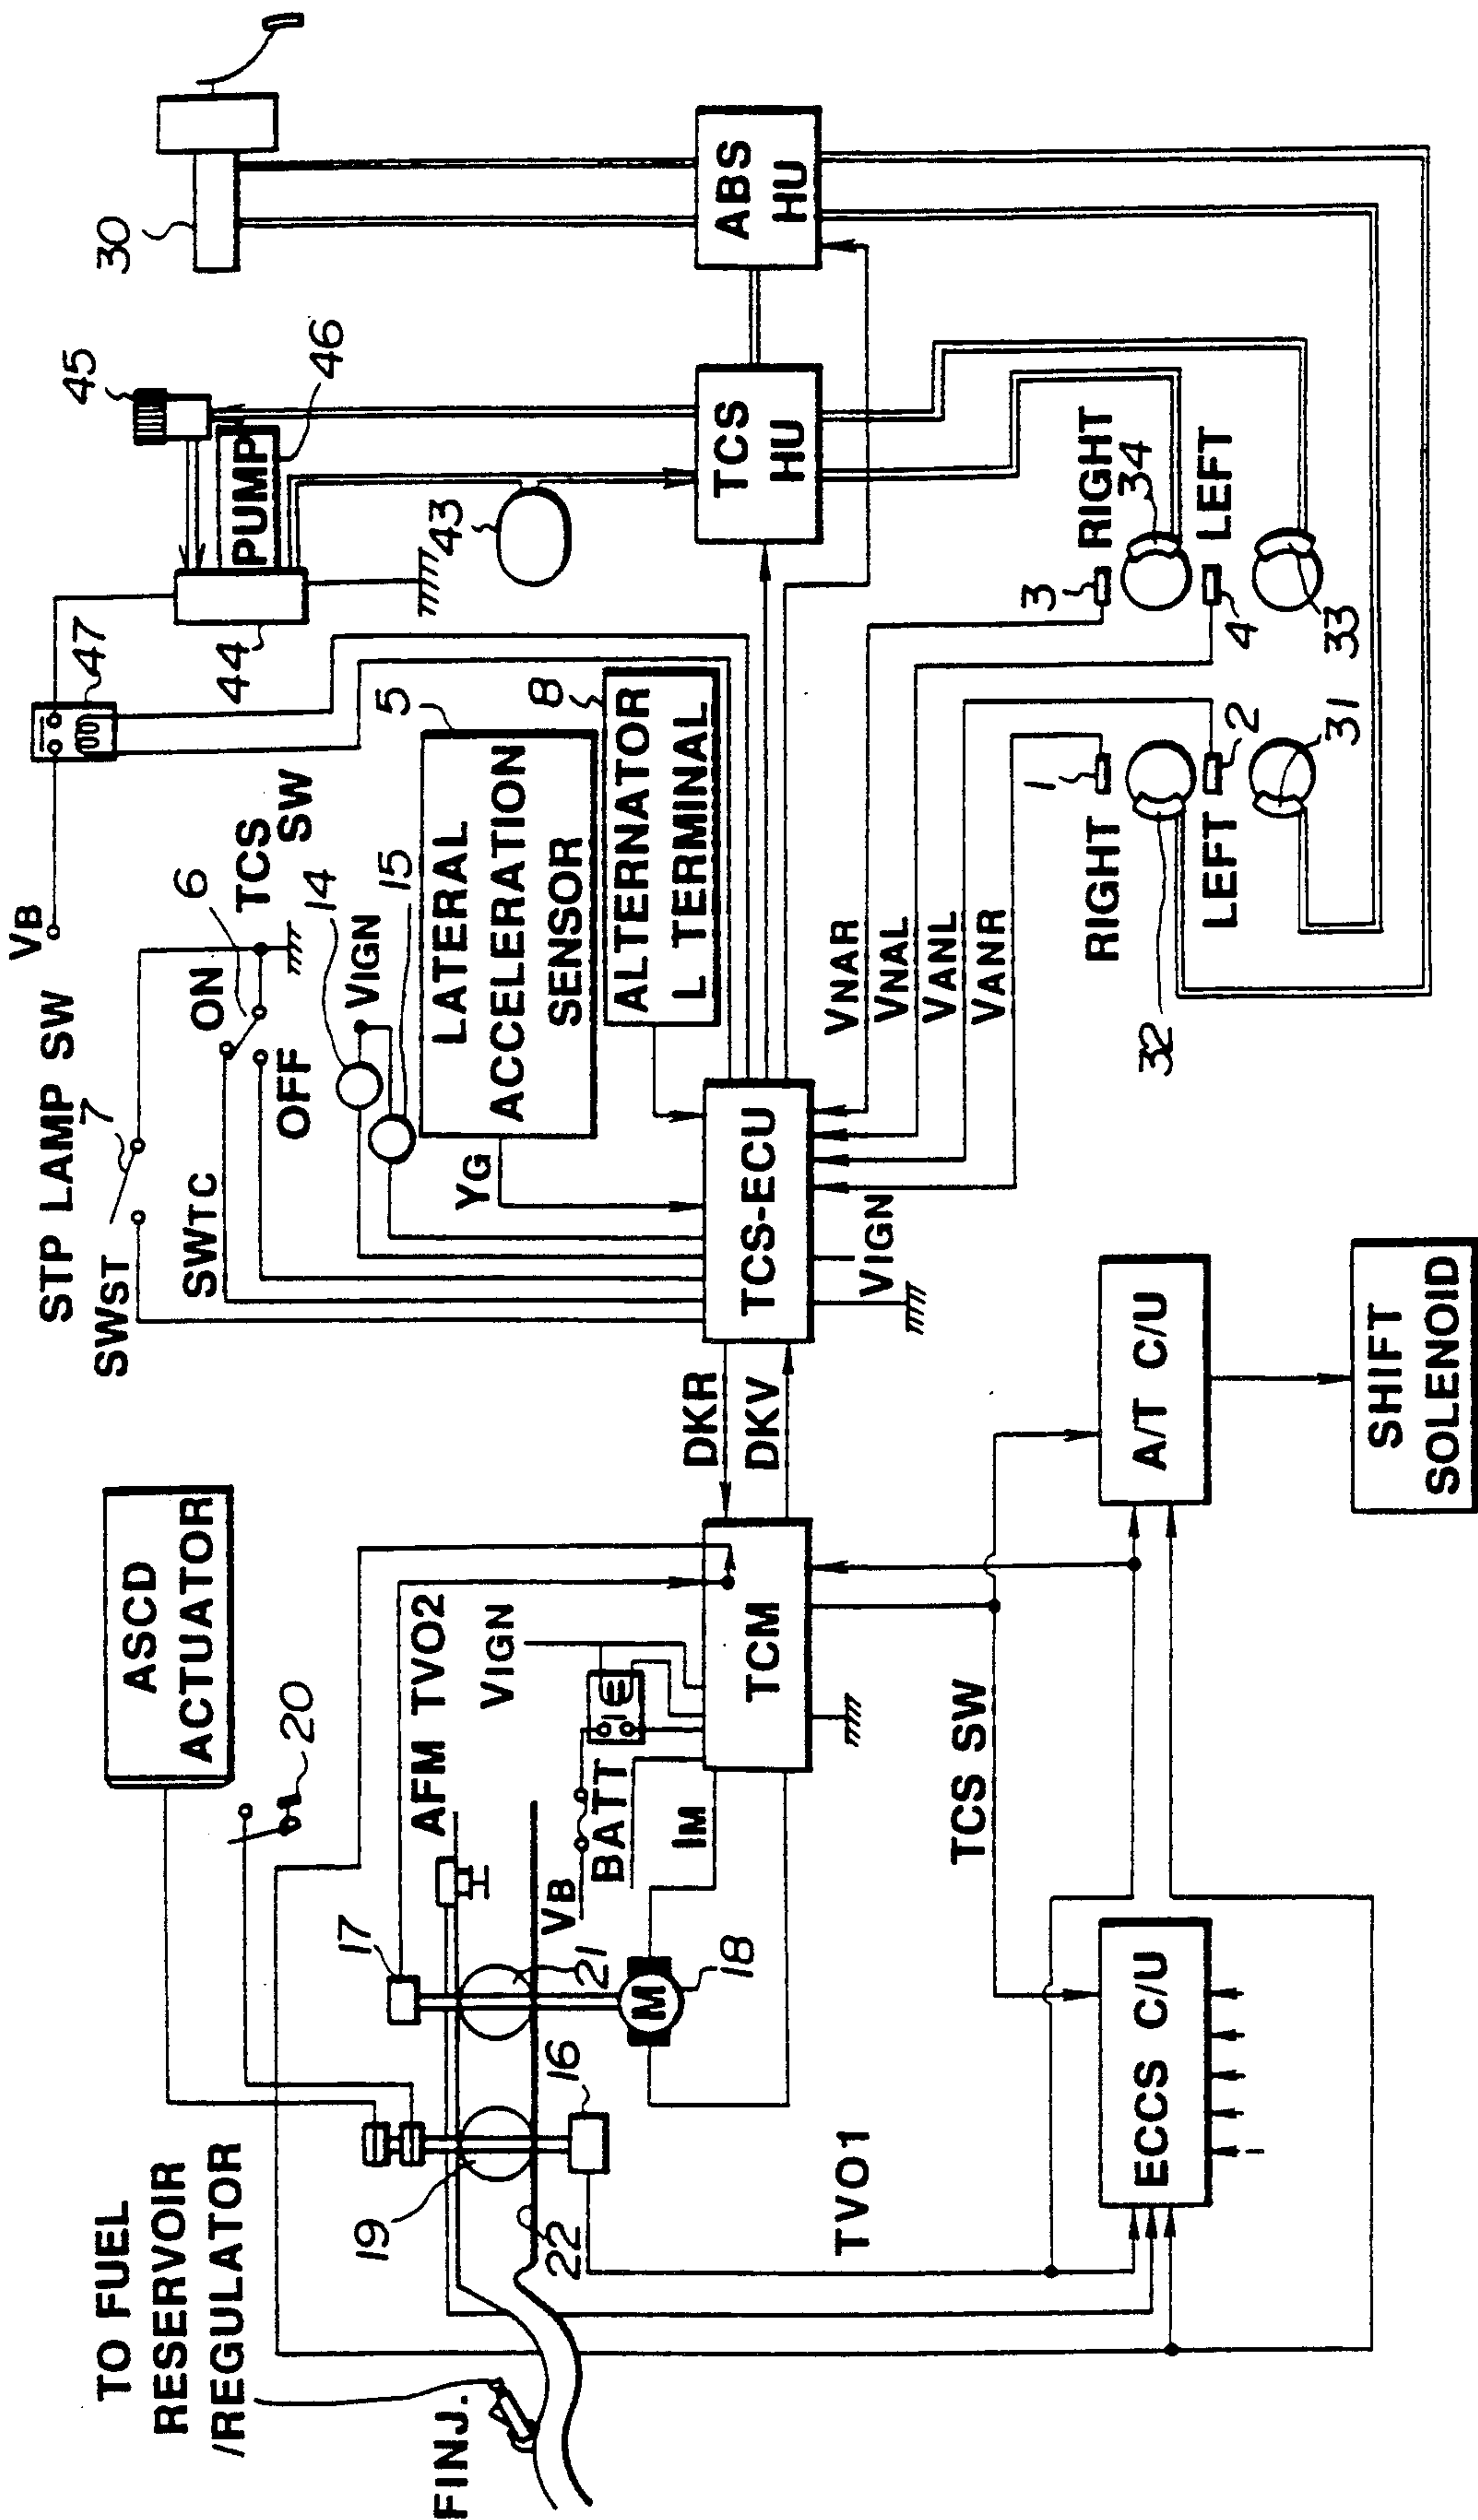 TO FUEL
RESERVOIR
/REGULATOR
FINJ.
19
22
16
TVO1
17
21
18
M
20
ASCD
ACTUATOR
AFM TVO2
VIGN
VB
BATT
IM
TCM
TCS SW
ECCS C/U
A/T C/U
SHIFT
SOLENOID
DKR
DKV
TCS-ECU
VIGN
STP LAMP SW
7
SWST
SWTC
ON
OFF
6
TCS
SW
14
15
VIGN
YG
LATERAL
ACCELERATION
SENSOR
5
ALTERNATOR
L TERMINAL
8
VNAR
VNAL
VANL
VANR
VB
47
44
PUMP
45
46
43
30
TCS
HU
ABS
HU
RIGHT
1
32
LEFT
2
31
RIGHT
3
34
LEFT
4
33